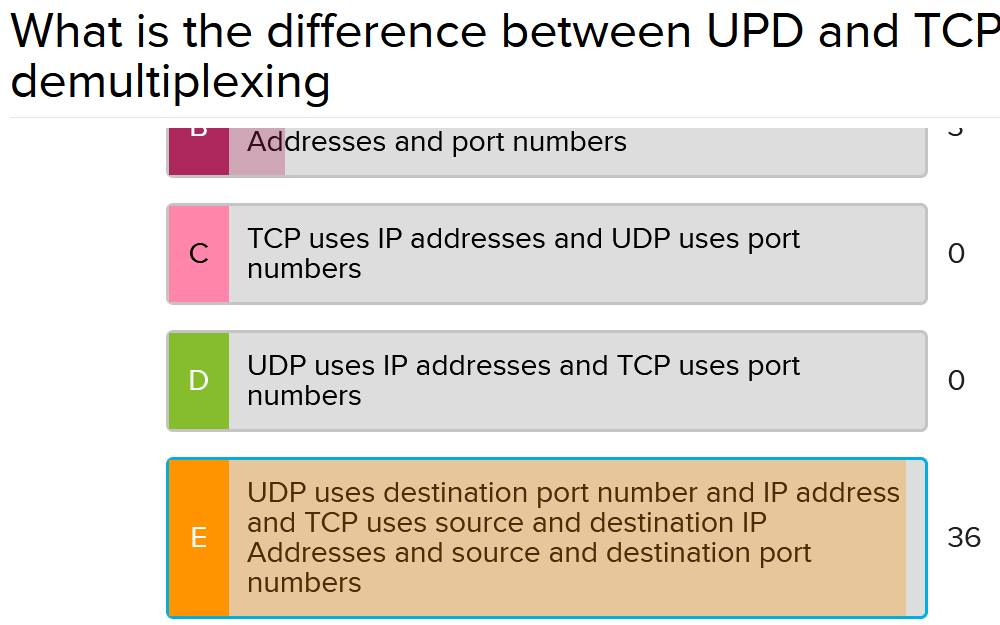 What is the difference between UPD and TCP
demultiplexing
B
Addresses and port numbers
C
TCP uses IP addresses and UDP uses port
numbers
0
D
UDP uses IP addresses and TCP uses port
numbers
0
E
UDP uses destination port number and IP address
and TCP uses source and destination IP
Addresses and source and destination port
numbers
36